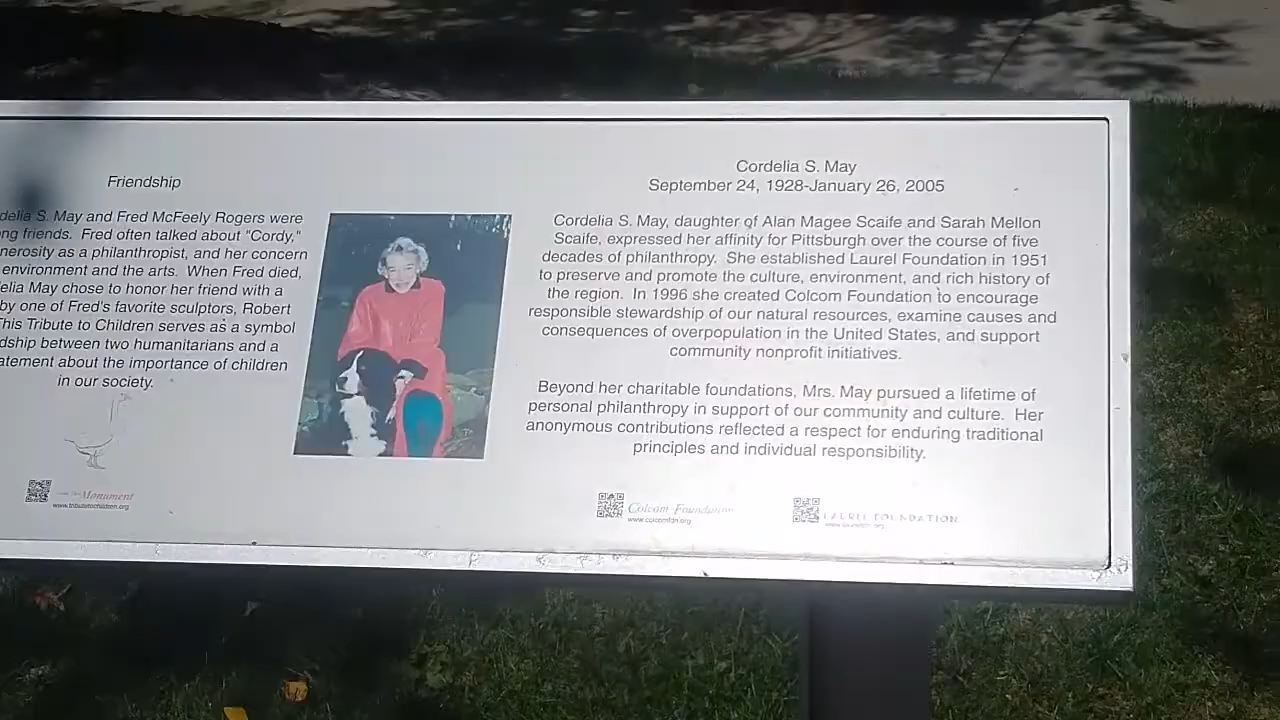 Friendship
delia S. May and Fred McFeely Rogers were
ng friends. Fred often talked about "Cordy,"
nerosity as a philanthropist, and her concern
environment and the arts. When Fred died,
elia May chose to honor her friend with a
by one of Fred's favorite sculptors, Robert
This Tribute to Children serves as a symbol
dship between two humanitarians and a
atement about the importance of children
in our society.
Monument
www.tributetochildren.org
Cordelia S. May
September 24, 1928-January 26, 2005
Cordelia S. May, daughter of Alan Magee Scaife and Sarah Mellon
Scaife, expressed her affinity for Pittsburgh over the course of five
decades of philanthropy. She established Laurel Foundation in 1951
to preserve and promote the culture, environment, and rich history of
the region. In 1996 she created Colcom Foundation to encourage
responsible stewardship of our natural resources, examine causes and
consequences of overpopulation in the United States, and support
community nonprofit initiatives.
Beyond her charitable foundations, Mrs. May pursued a lifetime of
personal philanthropy in support of our community and culture. Her
anonymous contributions reflected a respect for enduring traditional
principles and individual responsibility.
Colcom Foundation
www.colcomfdn.org
LAUREL FOUNDATION